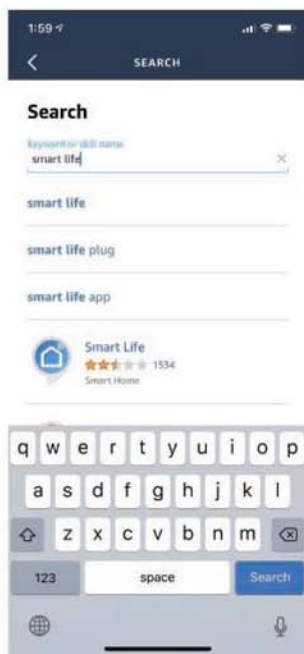 1:59
SEARCH
Search
Keyword or skill name
smart life
smart life
smart life plug
smart life app
Smart Life
1534
Smart Home
q w e r t y u i o p
a s d f g h j k l
z x c v b n m
123 space Search